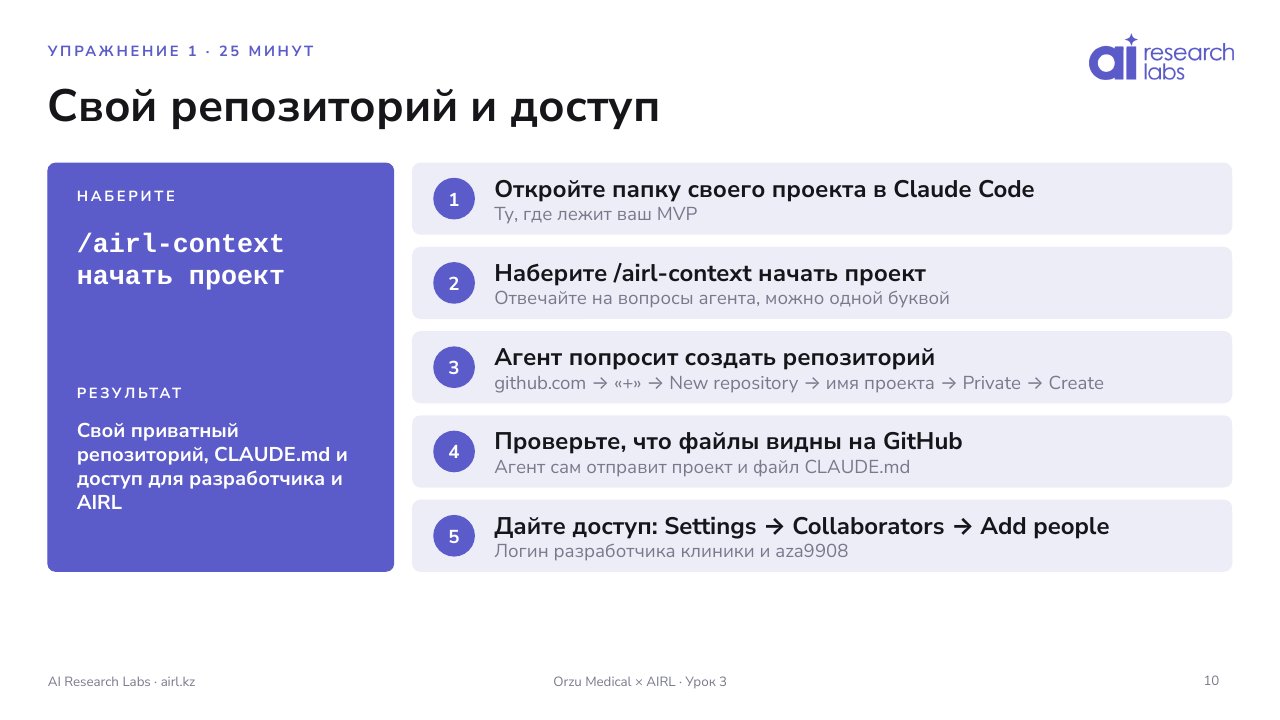 УПРАЖНЕНИЕ 1 · 25 МИНУТ
ai research labs
Свой репозиторий и доступ
НАБЕРИТЕ
/airl-context
начать проект
РЕЗУЛЬТАТ
Свой приватный
репозиторий, CLAUDE.md и
доступ для разработчика и
AIRL
1
Откройте папку своего проекта в Claude Code
Ту, где лежит ваш MVP
2
Наберите /airl-context начать проект
Отвечайте на вопросы агента, можно одной буквой
3
Агент попросит создать репозиторий
github.com → «+» → New repository → имя проекта → Private → Create
4
Проверьте, что файлы видны на GitHub
Агент сам отправит проект и файл CLAUDE.md
5
Дайте доступ: Settings → Collaborators → Add people
Логин разработчика клиники и aza9908
AI Research Labs · airl.kz
Orzu Medical × AIRL · Урок 3
10